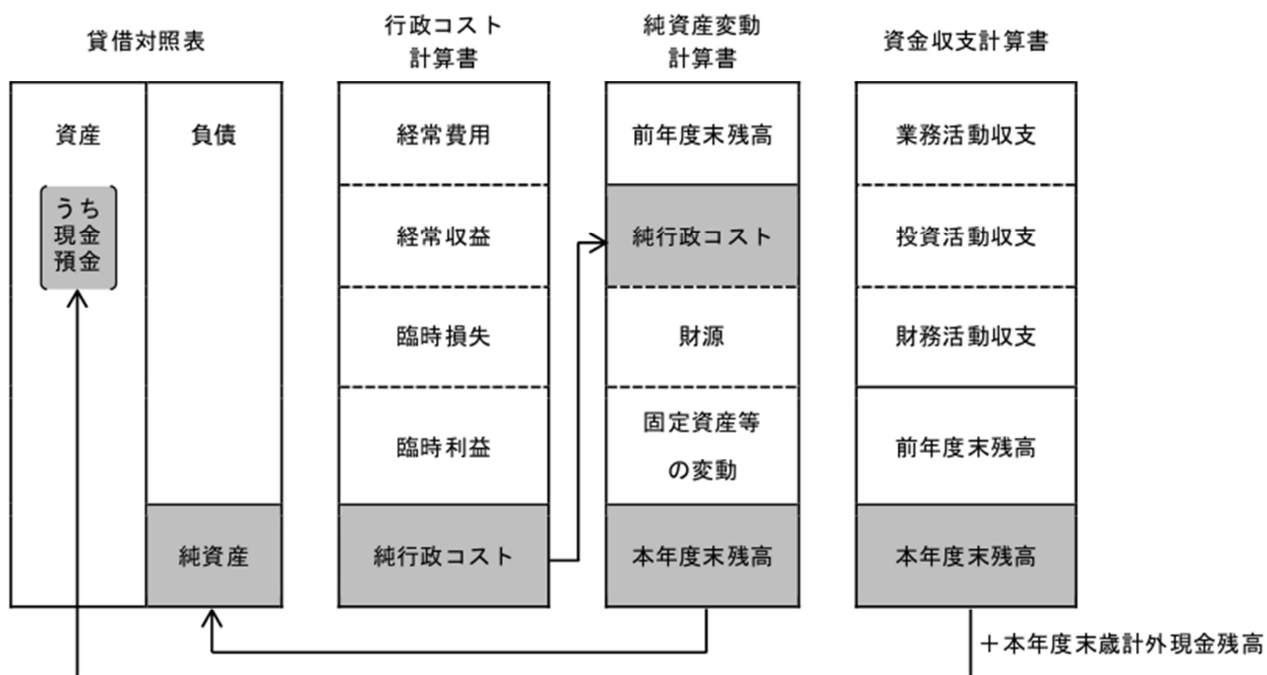 貸借対照表
資産
うち
現金
預金
負債
純資産
行政コスト
計算書
経常費用
経常収益
臨時損失
臨時利益
純行政コスト
純資産変動
計算書
前年度末残高
純行政コスト
財源
固定資産等
の変動
本年度末残高
資金収支計算書
業務活動収支
投資活動収支
財務活動収支
前年度末残高
本年度末残高
＋本年度末歳計外現金残高